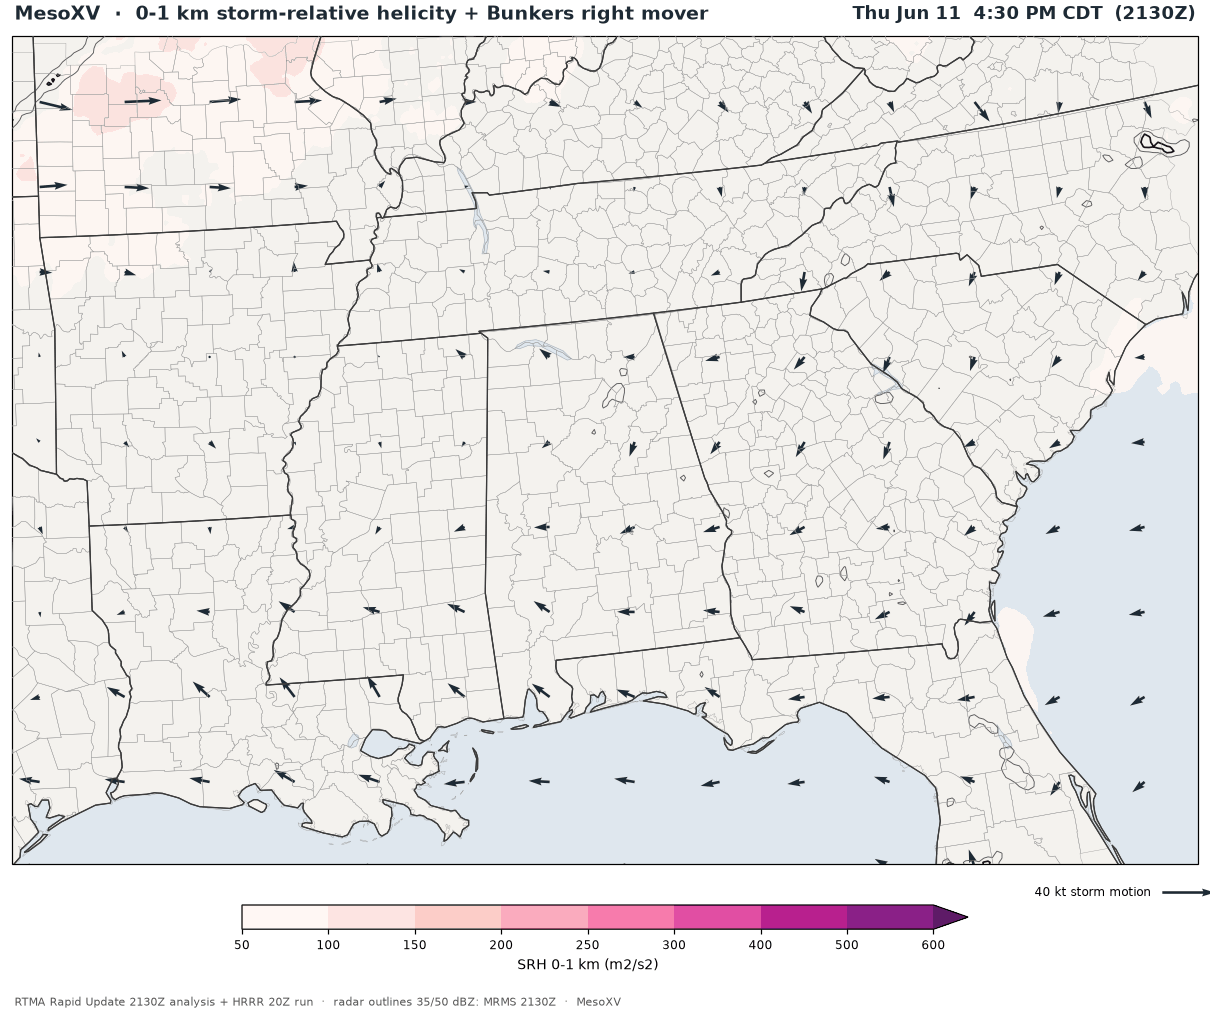 MesoXV · 0-1 km storm-relative helicity + Bunkers right mover
Thu Jun 11 4:30 PM CDT (2130Z)
40 kt storm motion
50 100 150 200 250 300 400 500 600
SRH 0-1 km (m2/s2)
RTMA Rapid Update 2130Z analysis + HRRR 20Z run · radar outlines 35/50 dBZ: MRMS 2130Z · MesoXV